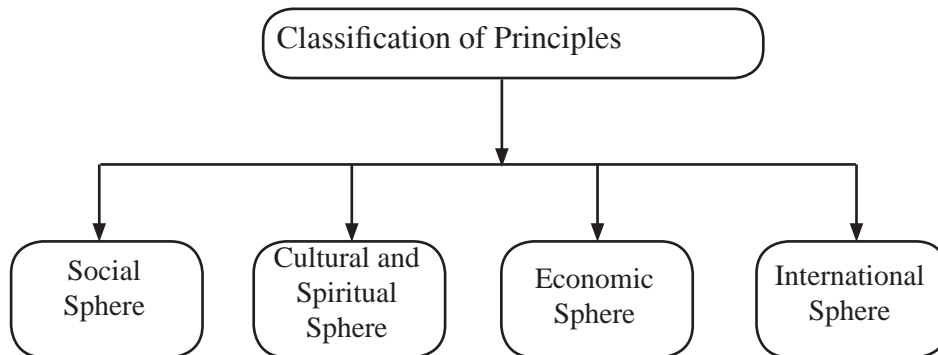 Classification of Principles
Social
Sphere
Cultural and
Spiritual
Sphere
Economic
Sphere
International
Sphere